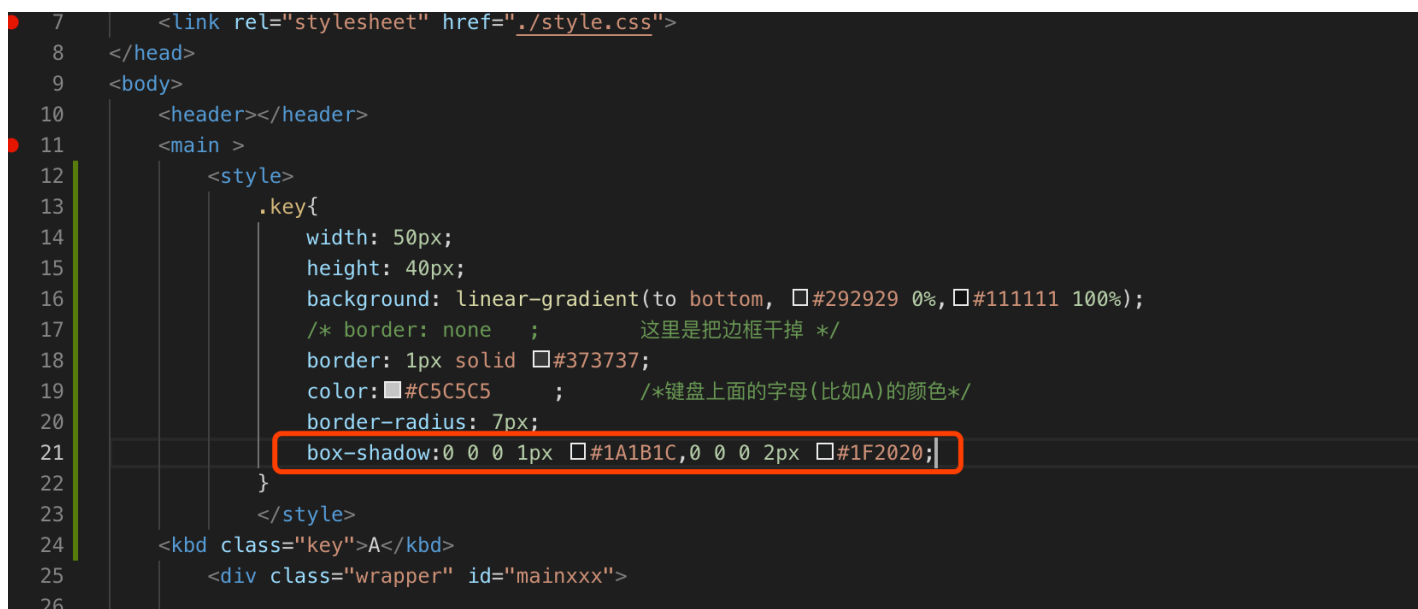 7 <link rel="stylesheet" href="./style.css">
8 </head>
9 <body>
10 <header></header>
11 <main >
12 <style>
13 .key{
14 width: 50px;
15 height: 40px;
16 background: linear-gradient(to bottom, #292929 0%,#111111 100%);
17 /* border: none   ;        这里是把边框干掉 */
18 border: 1px solid #373737;
19 color:#C5C5C5     ;      /*键盘上面的字母(比如A)的颜色*/
20 border-radius: 7px;
21 box-shadow:0 0 0 1px #1A1B1C,0 0 0 2px #1F2020;
22 }
23 </style>
24 <kbd class="key">A</kbd>
25 <div class="wrapper" id="mainxxx">
26